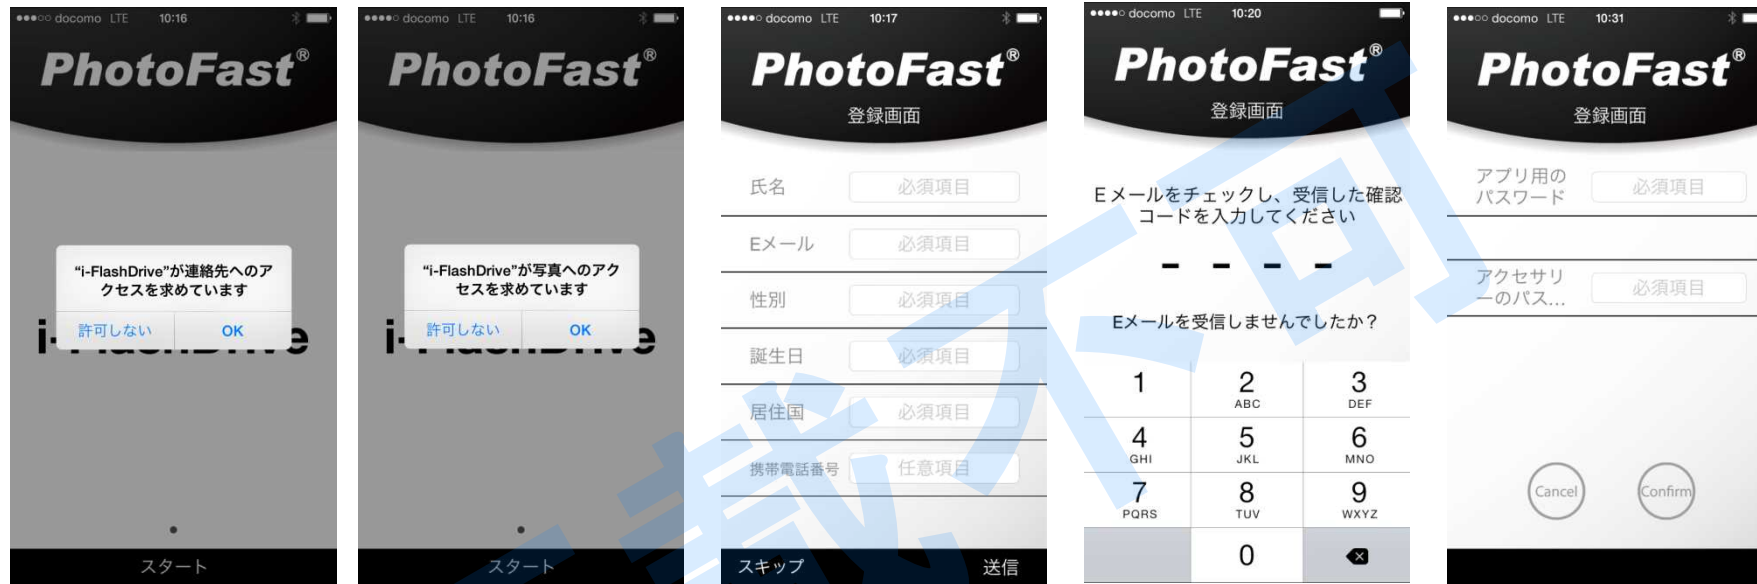 docomo LTE 10:16
PhotoFast®
“i-FlashDrive”が連絡先へのア
クセスを求めています
許可しない OK
スタート
docomo LTE 10:16
PhotoFast®
“i-FlashDrive”が写真へのアク
セスを求めています
許可しない OK
スタート
docomo LTE 10:17
PhotoFast®
登録画面
氏名 必須項目
Eメール 必須項目
性別 必須項目
誕生日 必須項目
居住国 必須項目
携帯電話番号 任意項目
スキップ 送信
docomo LTE 10:20
PhotoFast®
登録画面
Eメールをチェックし、受信した確認
コードを入力してください
- - - -
Eメールを受信しませんでしたか？
1 2 3
ABC DEF
4 5 6
GHI JKL MNO
7 8 9
PQRS TUV WXYZ
0
docomo LTE 10:31
PhotoFast®
登録画面
アプリ用の
パスワード 必須項目
アクセサリ
ーのパス... 必須項目
Cancel Confirm
載不可